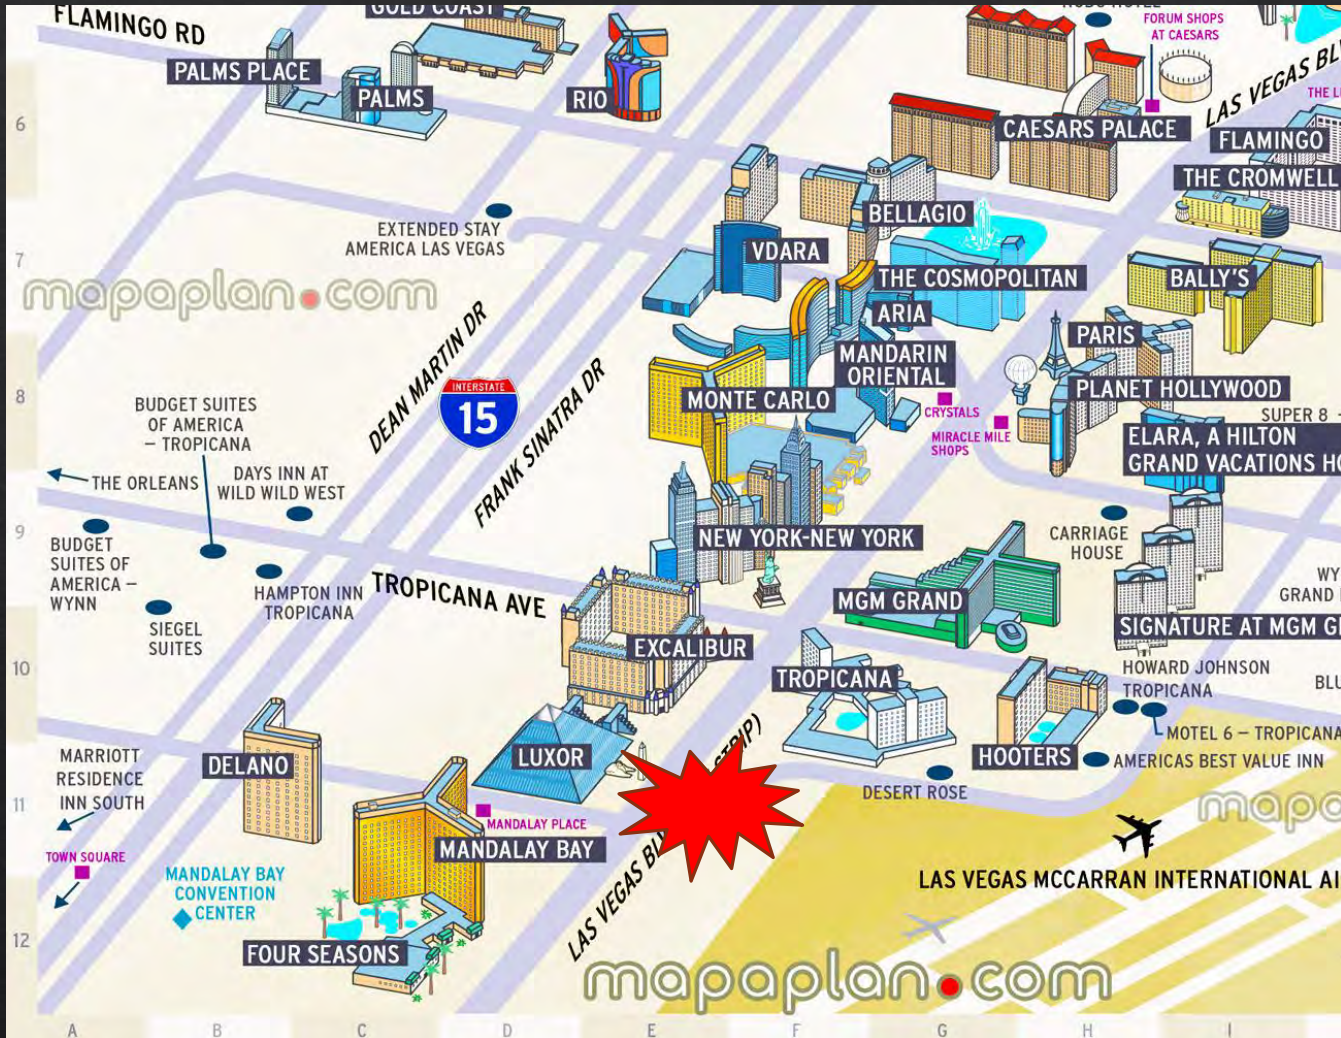 FLAMINGO RD
GOLD COAST
PALMS PLACE
PALMS
RIO
FORUM SHOPS
AT CAESARS
LAS VEGAS
CAESARS PALACE
FLAMINGO
THE CROMWELL
6
EXTENDED STAY
AMERICA LAS VEGAS
BELLAGIO
VDARA
THE COSMOPOLITAN
BALLY'S
7
mapaplan.com
ARIA
PARIS
MANDARIN
ORIENTAL
DEAN MARTIN DR
INTERSTATE
15
FRANK SINATRA DR
MONTE CARLO
CRYSTALS
MIRACLE MILE
SHOPS
PLANET HOLLYWOOD
SUPER 8 -
ELARA, A HILTON
GRAND VACATIONS
8
BUDGET SUITES
OF AMERICA
– TROPICANA
THE ORLEANS
DAYS INN AT
WILD WILD WEST
9
BUDGET
SUITES OF
AMERICA –
WYNN
SIEGEL
SUITES
HAMPTON INN
TROPICANA
TROPICANA AVE
NEW YORK-NEW YORK
CARRIAGE
HOUSE
GRAND
MGM GRAND
SIGNATURE AT MGM
EXCALIBUR
10
TROPICANA
HOWARD JOHNSON
TROPICANA
MOTEL 6 – TROPICANA
HOOTERS
AMERICAS BEST VALUE INN
DESERT ROSE
DELANO
LUXOR
MARRIOTT
RESIDENCE
INN SOUTH
11
MANDALAY PLACE
MANDALAY BAY
TOWN SQUARE
MANDALAY BAY
CONVENTION
CENTER
LAS VEGAS
LAS VEGAS MCCARRAN INTERNATIONAL
12
FOUR SEASONS
mapaplan.com
A B C D E F G H I